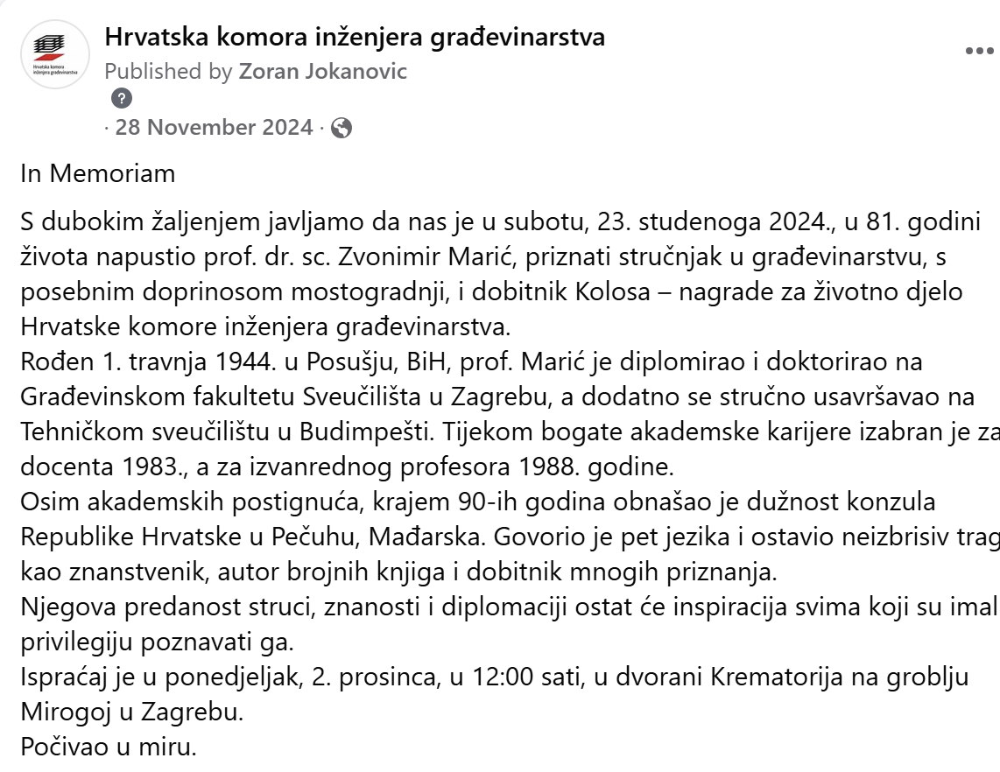 Hrvatska komora inženjera građevinarstva
Published by Zoran Jokanovic
?
· 28 November 2024 ·
Hrvatska komora
inženjera građevinarstva
In Memoriam
S dubokim žaljenjem javljamo da nas je u subotu, 23. studenoga 2024., u 81. godini
života napustio prof. dr. sc. Zvonimir Marić, priznati stručnjak u građevinarstvu, s
posebnim doprinosom mostogradnji, i dobitnik Kolosa – nagrade za životno djelo
Hrvatske komore inženjera građevinarstva.
Rođen 1. travnja 1944. u Posušju, BiH, prof. Marić je diplomirao i doktorirao na
Građevinskom fakultetu Sveučilišta u Zagrebu, a dodatno se stručno usavršavao na
Tehničkom sveučilištu u Budimpešti. Tijekom bogate akademske karijere izabran je za
docenta 1983., a za izvanrednog profesora 1988. godine.
Osim akademskih postignuća, krajem 90-ih godina obnašao je dužnost konzula
Republike Hrvatske u Pečuhu, Mađarska. Govorio je pet jezika i ostavio neizbrisiv trag
kao znanstvenik, autor brojnih knjiga i dobitnik mnogih priznanja.
Njegova predanost struci, znanosti i diplomaciji ostat će inspiracija svima koji su imal
privilegiju poznavati ga.
Ispraćaj je u ponedjeljak, 2. prosinca, u 12:00 sati, u dvorani Krematorija na groblju
Mirogoj u Zagrebu.
Počivao u miru.